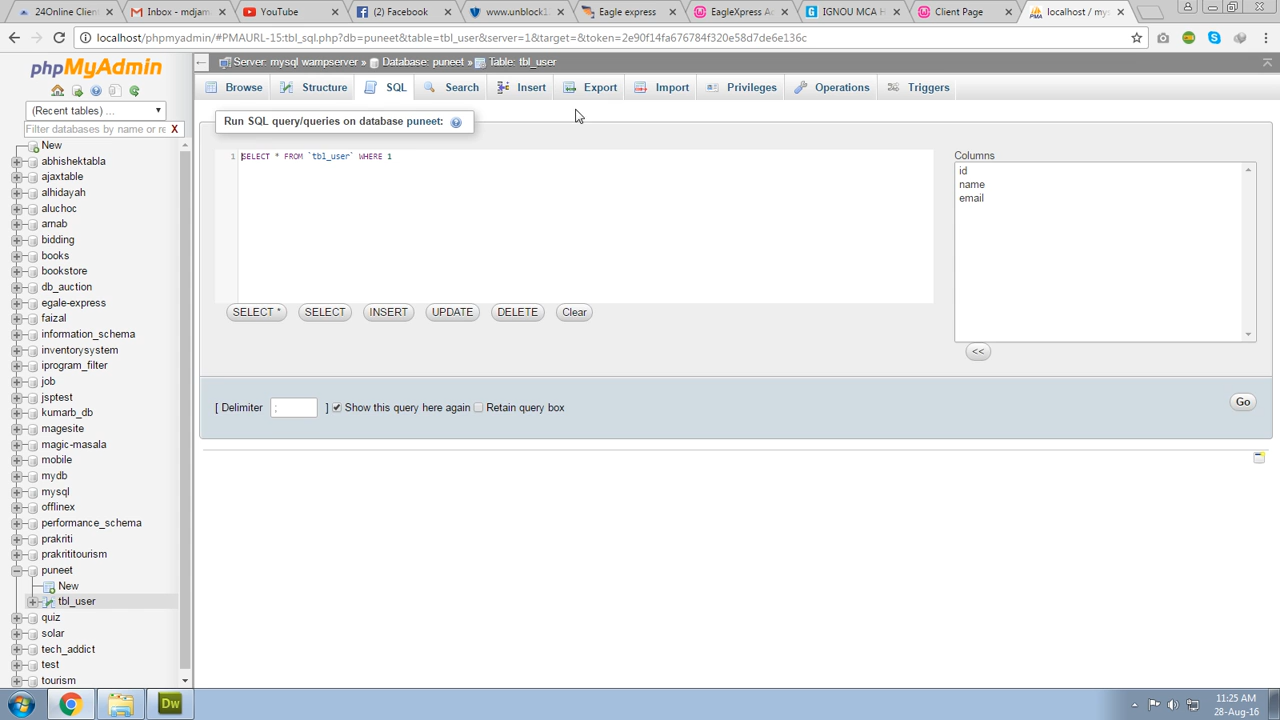 24Online Client
Inbox - mdjam
YouTube
(2) Facebook
www.unblock1
Eagle express
EagleXpress Ac
IGNOU MCA H
Client Page
localhost / mys
localhost/phpmyadmin/#PMAURL-15:tbl_sql.php?db=puneet&table=tbl_user&server=1&target=&token=2e90f14fa676784f320e58d7de6e136c
phpMyAdmin
(Recent tables) ...
Filter databases by name or re X
New
abhishektabla
ajaxtable
alhidayah
aluchoc
arnab
bidding
books
bookstore
db_auction
egale-express
faizal
information_schema
inventorysystem
iprogram_filter
job
jsptest
kumarb_db
magesite
magic-masala
mobile
mydb
mysql
offlinex
performance_schema
prakriti
prakrititourism
puneet
New
tbl_user
quiz
solar
tech_addict
test
tourism
Server: mysql wampserver » Database: puneet » Table: tbl_user
Browse Structure SQL Search Insert Export Import Privileges Operations Triggers
Run SQL query/queries on database puneet:
1 SELECT * FROM `tbl_user` WHERE 1
Columns
id
name
email
SELECT * SELECT INSERT UPDATE DELETE Clear
<<
[ Delimiter ; ] Show this query here again Retain query box
Go
Dw
11:25 AM
28-Aug-16